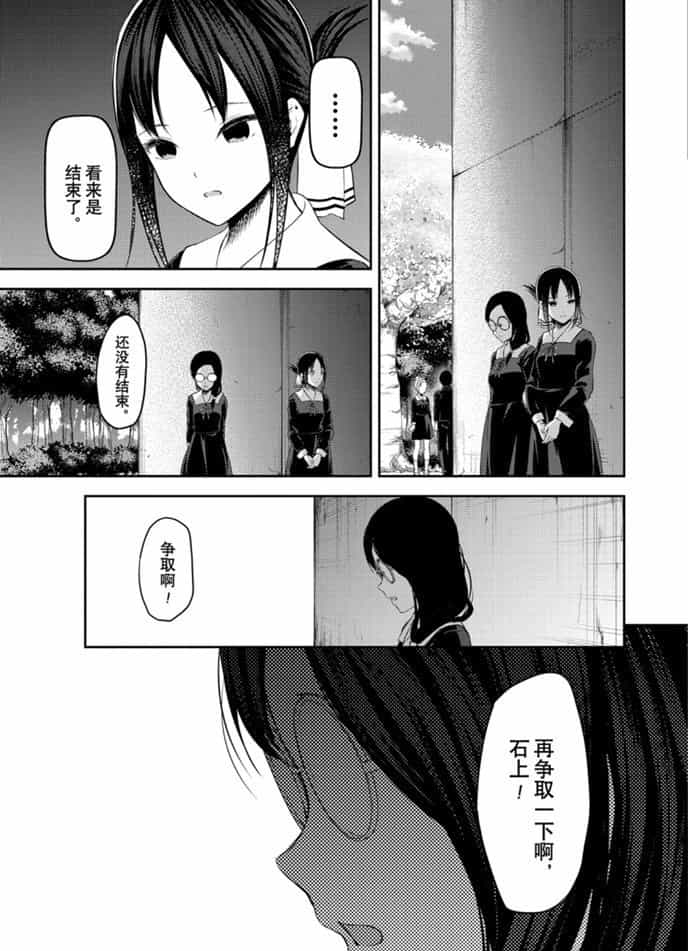 ……
看来是
结束了。
还没有结束。
争取啊！
再争取一下啊，
石上！